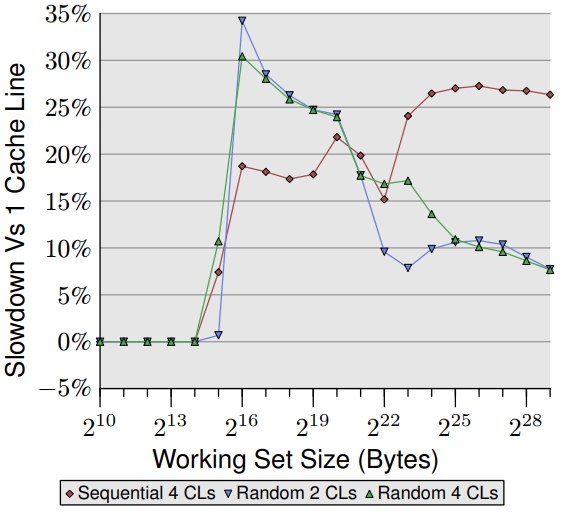 Slowdown Vs 1 Cache Line
35%
30%
25%
20%
15%
10%
5%
0%
−5%
2^10 2^13 2^16 2^19 2^22 2^25 2^28
Working Set Size (Bytes)
Sequential 4 CLs Random 2 CLs Random 4 CLs